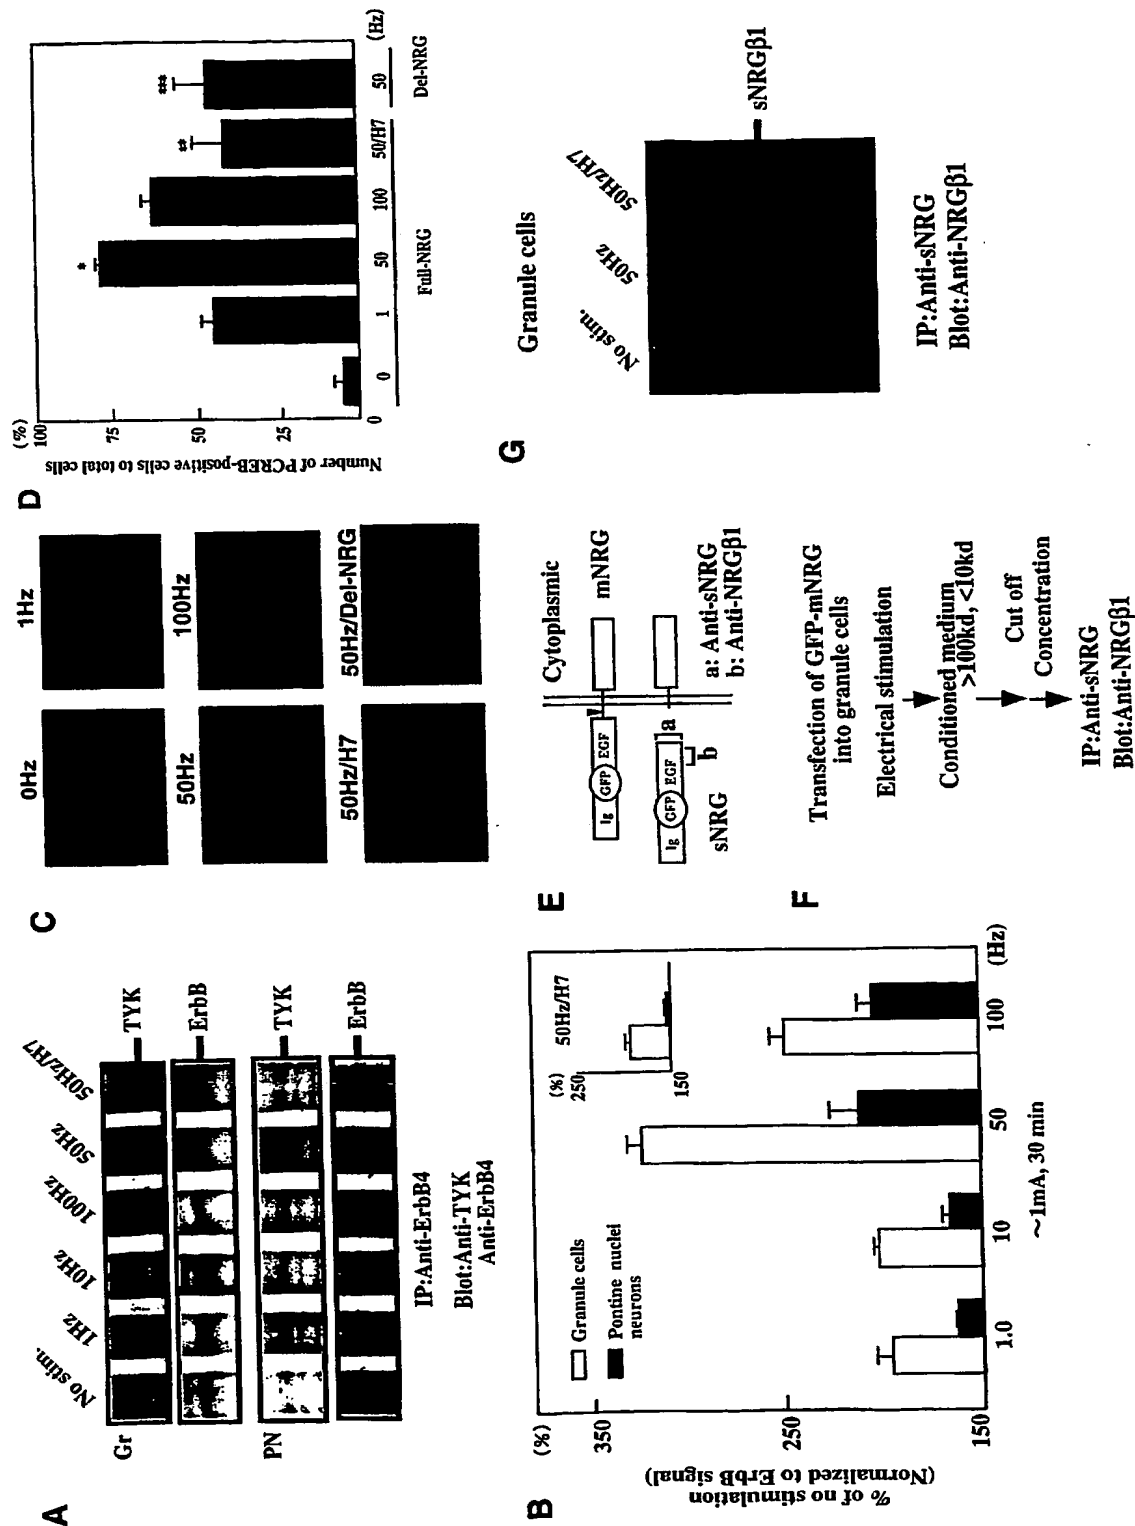 A
No stim.
1Hz
10Hz
100Hz
50Hz
50Hz/H7
Gr
TYK
ErbB
PN
TYK
ErbB
IP:Anti-ErbB4
Blot:Anti-TYK
Anti-ErbB4
B
% of no stimulation
(Normalized to ErbB signal)
(%)
350
250
150
Granule cells
Pontine nuclei
neurons
(%)
250
150
50Hz/H7
1.0
10
50
100
(Hz)
~1mA, 30 min
C
0Hz
1Hz
50Hz
100Hz
50Hz/H7
50Hz/Del-NRG
D
Number of PCREB-positive cells to total cells
(%)
100
75
50
25
0
*
**
***
0
1
50
100
50/H7
50
(Hz)
Full-NRG
Del-NRG
E
Cytoplasmic
Ig
GFP
EGF
mNRG
Ig
GFP
EGF
a
b
sNRG
a: Anti-sNRG
b: Anti-NRGβ1
F
Transfection of GFP-mNRG
into granule cells
Electrical stimulation
Conditioned medium
>100kd, <10kd
Cut off
Concentration
IP:Anti-sNRG
Blot:Anti-NRGβ1
G
Granule cells
No stim.
50Hz
50Hz/H7
sNRGβ1
IP:Anti-sNRG
Blot:Anti-NRGβ1